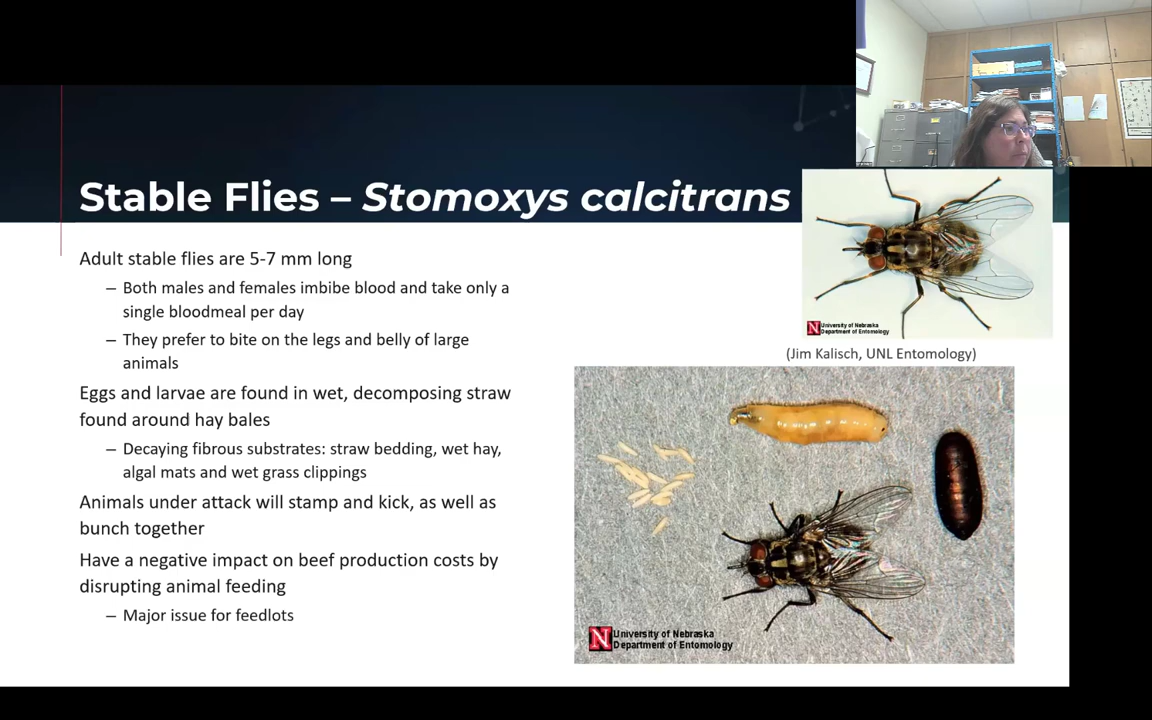 Stable Flies – Stomoxys calcitrans
Adult stable flies are 5-7 mm long
– Both males and females imbibe blood and take only a
single bloodmeal per day
– They prefer to bite on the legs and belly of large
animals
Eggs and larvae are found in wet, decomposing straw
found around hay bales
– Decaying fibrous substrates: straw bedding, wet hay,
algal mats and wet grass clippings
Animals under attack will stamp and kick, as well as
bunch together
Have a negative impact on beef production costs by
disrupting animal feeding
– Major issue for feedlots
N University of Nebraska
Department of Entomology
(Jim Kalisch, UNL Entomology)
N University of Nebraska
Department of Entomology